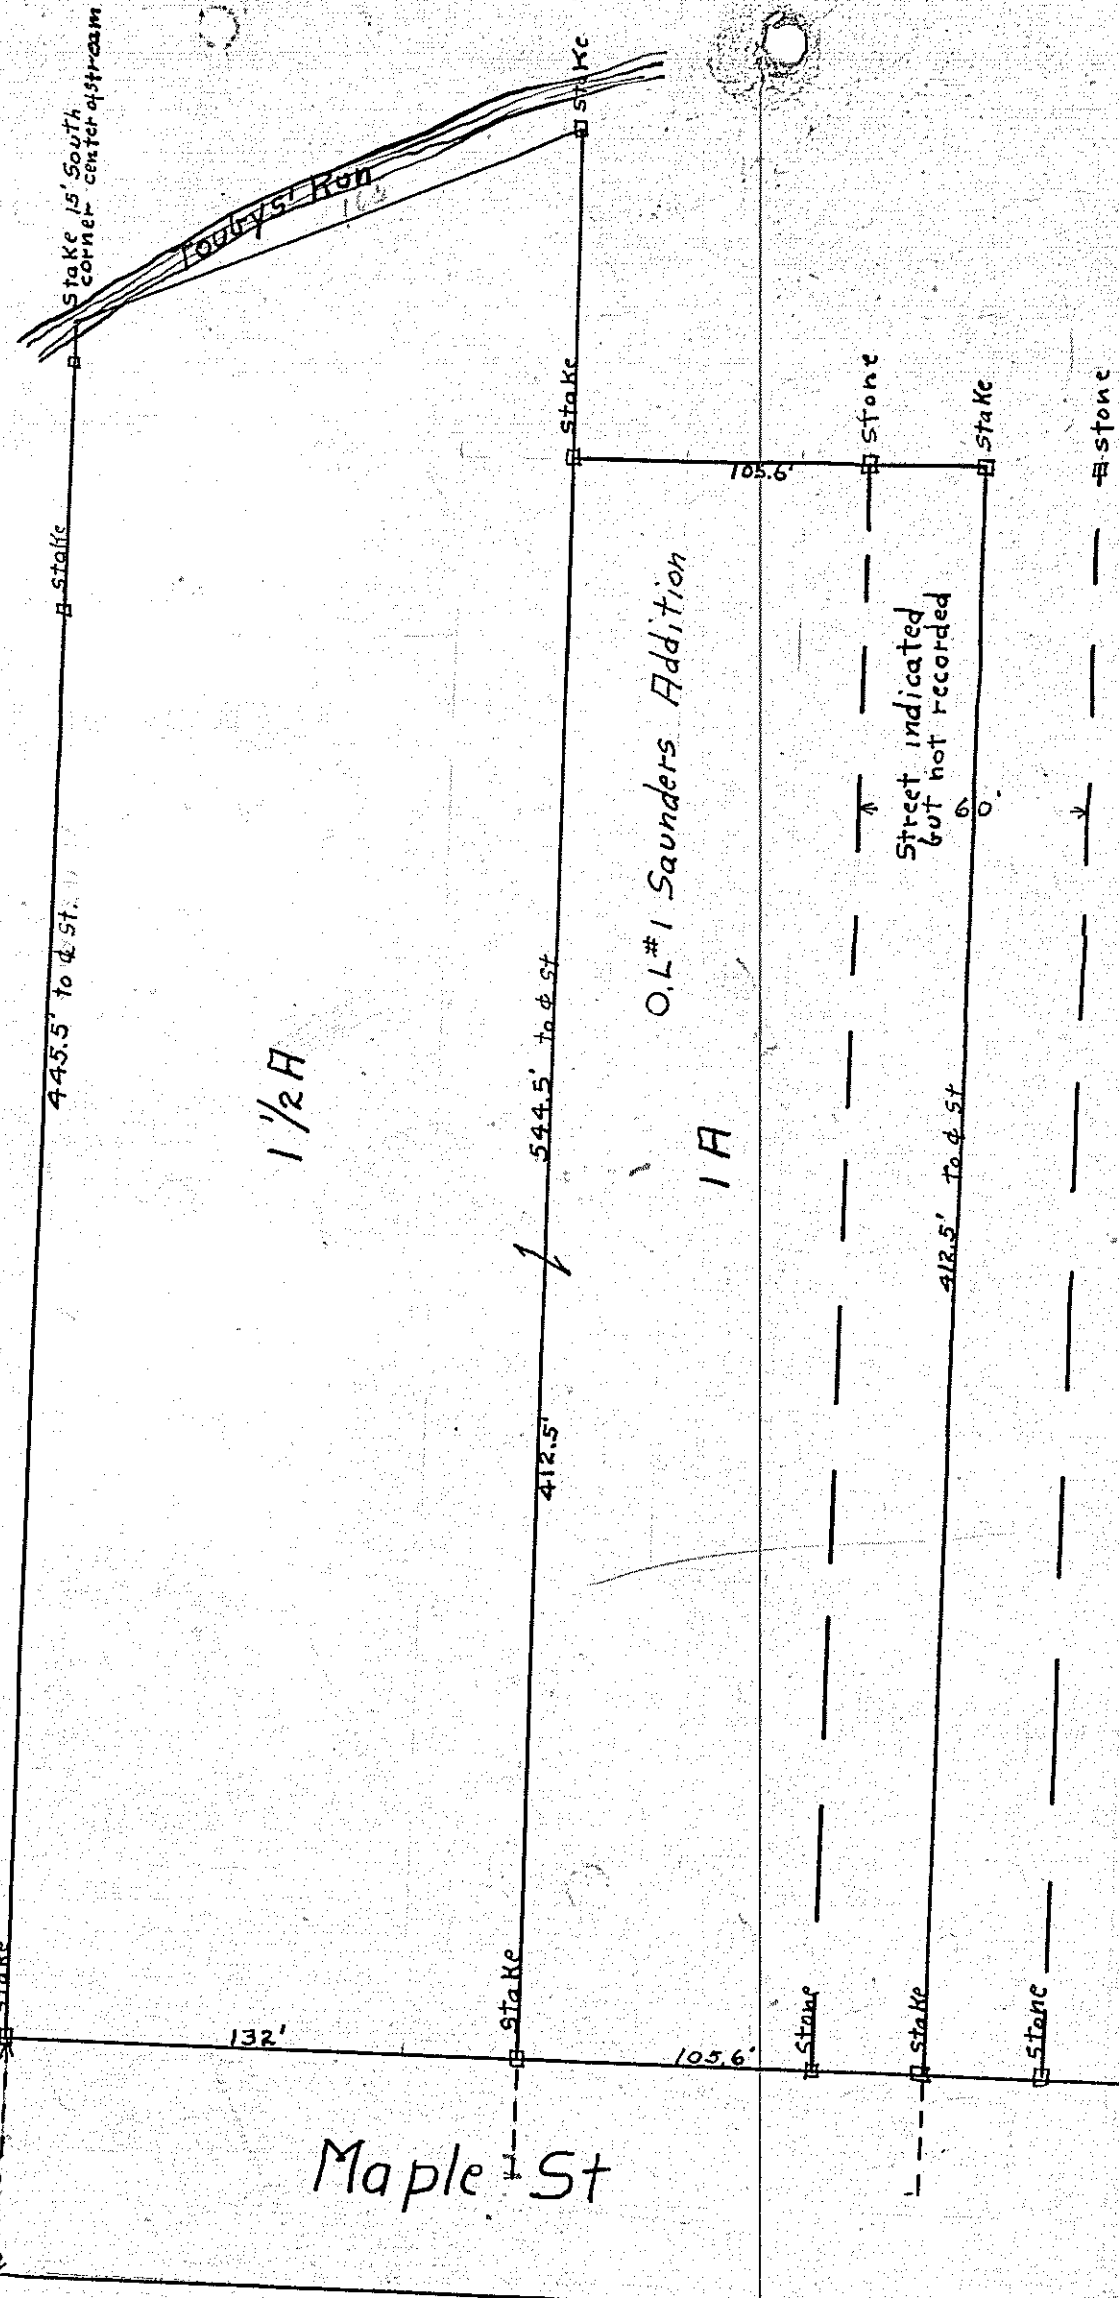 Stake 15' South
corner center of stream
stake
Toubys' Run
stake
stake
stone
stake
stone
105.6'
445.5' to ₵ St.
1 1/2 A
544.5' to ₵ St
412.5'
O.L #1 Saunders Addition
1 A
Street indicated
but not recorded
60'
412.5' to ₵ St
stake
132'
Stake
105.6'
Stone
Stake
Stone
Maple St